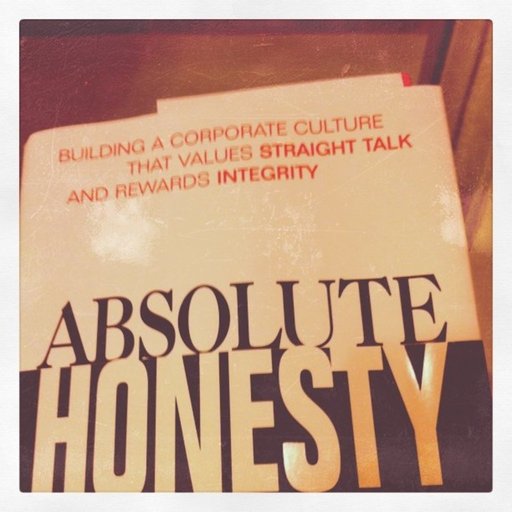 BUILDING A CORPORATE CULTURE
THAT VALUES STRAIGHT TALK
AND REWARDS INTEGRITY
ABSOLUTE
HONESTY